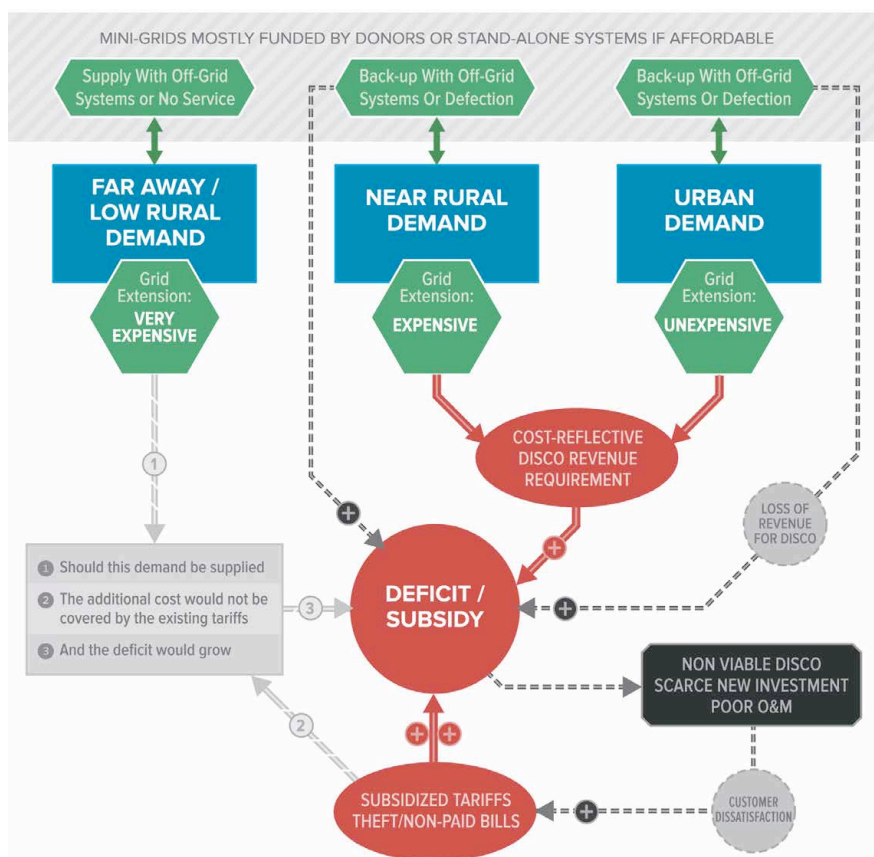 MINI-GRIDS MOSTLY FUNDED BY DONORS OR STAND-ALONE SYSTEMS IF AFFORDABLE
Supply With Off-Grid
Systems or No Service
Back-up With Off-Grid
Systems Or Defection
Back-up With Off-Grid
Systems Or Defection
FAR AWAY /
LOW RURAL
DEMAND
NEAR RURAL
DEMAND
URBAN
DEMAND
Grid
Extension:
VERY
EXPENSIVE
Grid
Extension:
EXPENSIVE
Grid
Extension:
UNEXPENSIVE
COST-REFLECTIVE
DISCO REVENUE
REQUIREMENT
1
+
+
LOSS OF
REVENUE
FOR DISCO
1 Should this demand be supplied
2 The additional cost would not be
covered by the existing tariffs
3 And the deficit would grow
3
DEFICIT /
SUBSIDY
+
NON VIABLE DISCO
SCARCE NEW INVESTMENT
POOR O&M
2
+ +
SUBSIDIZED TARIFFS
THEFT/NON-PAID BILLS
+
CUSTOMER
DISSATISFACTION